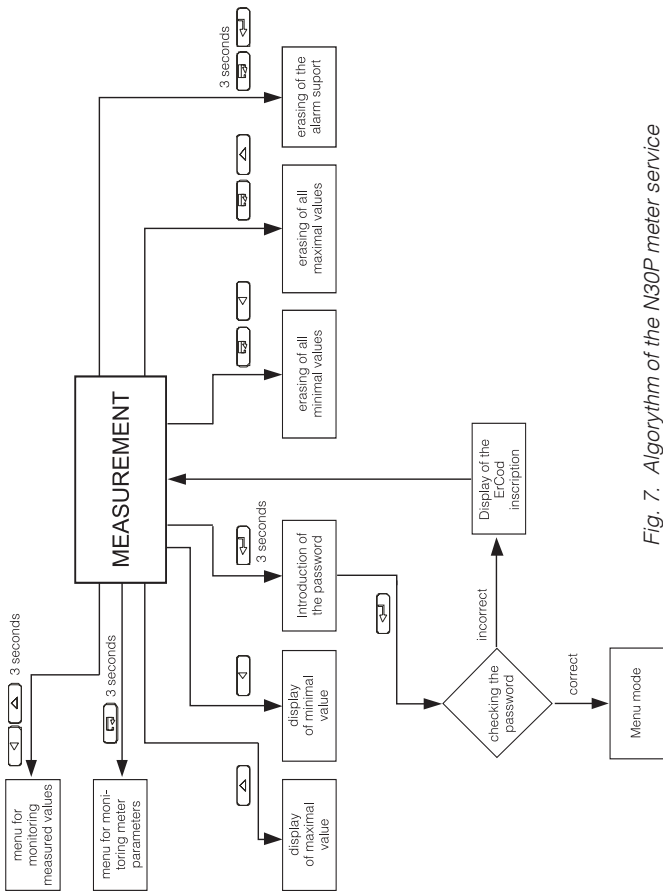 MEASUREMENT
menu for
monitoring
measured values
3 seconds
menu for moni-
toring meter
parameters
3 seconds
display
of maximal
value
display
of minimal
value
Introduction of
the password
3 seconds
erasing of all
minimal values
erasing of all
maximal values
erasing of the
alarm suport
3 seconds
checking the
password
incorrect
correct
Display of the
ErCod
inscription
Menu mode
Fig. 7. Algorythm of the N30P meter service